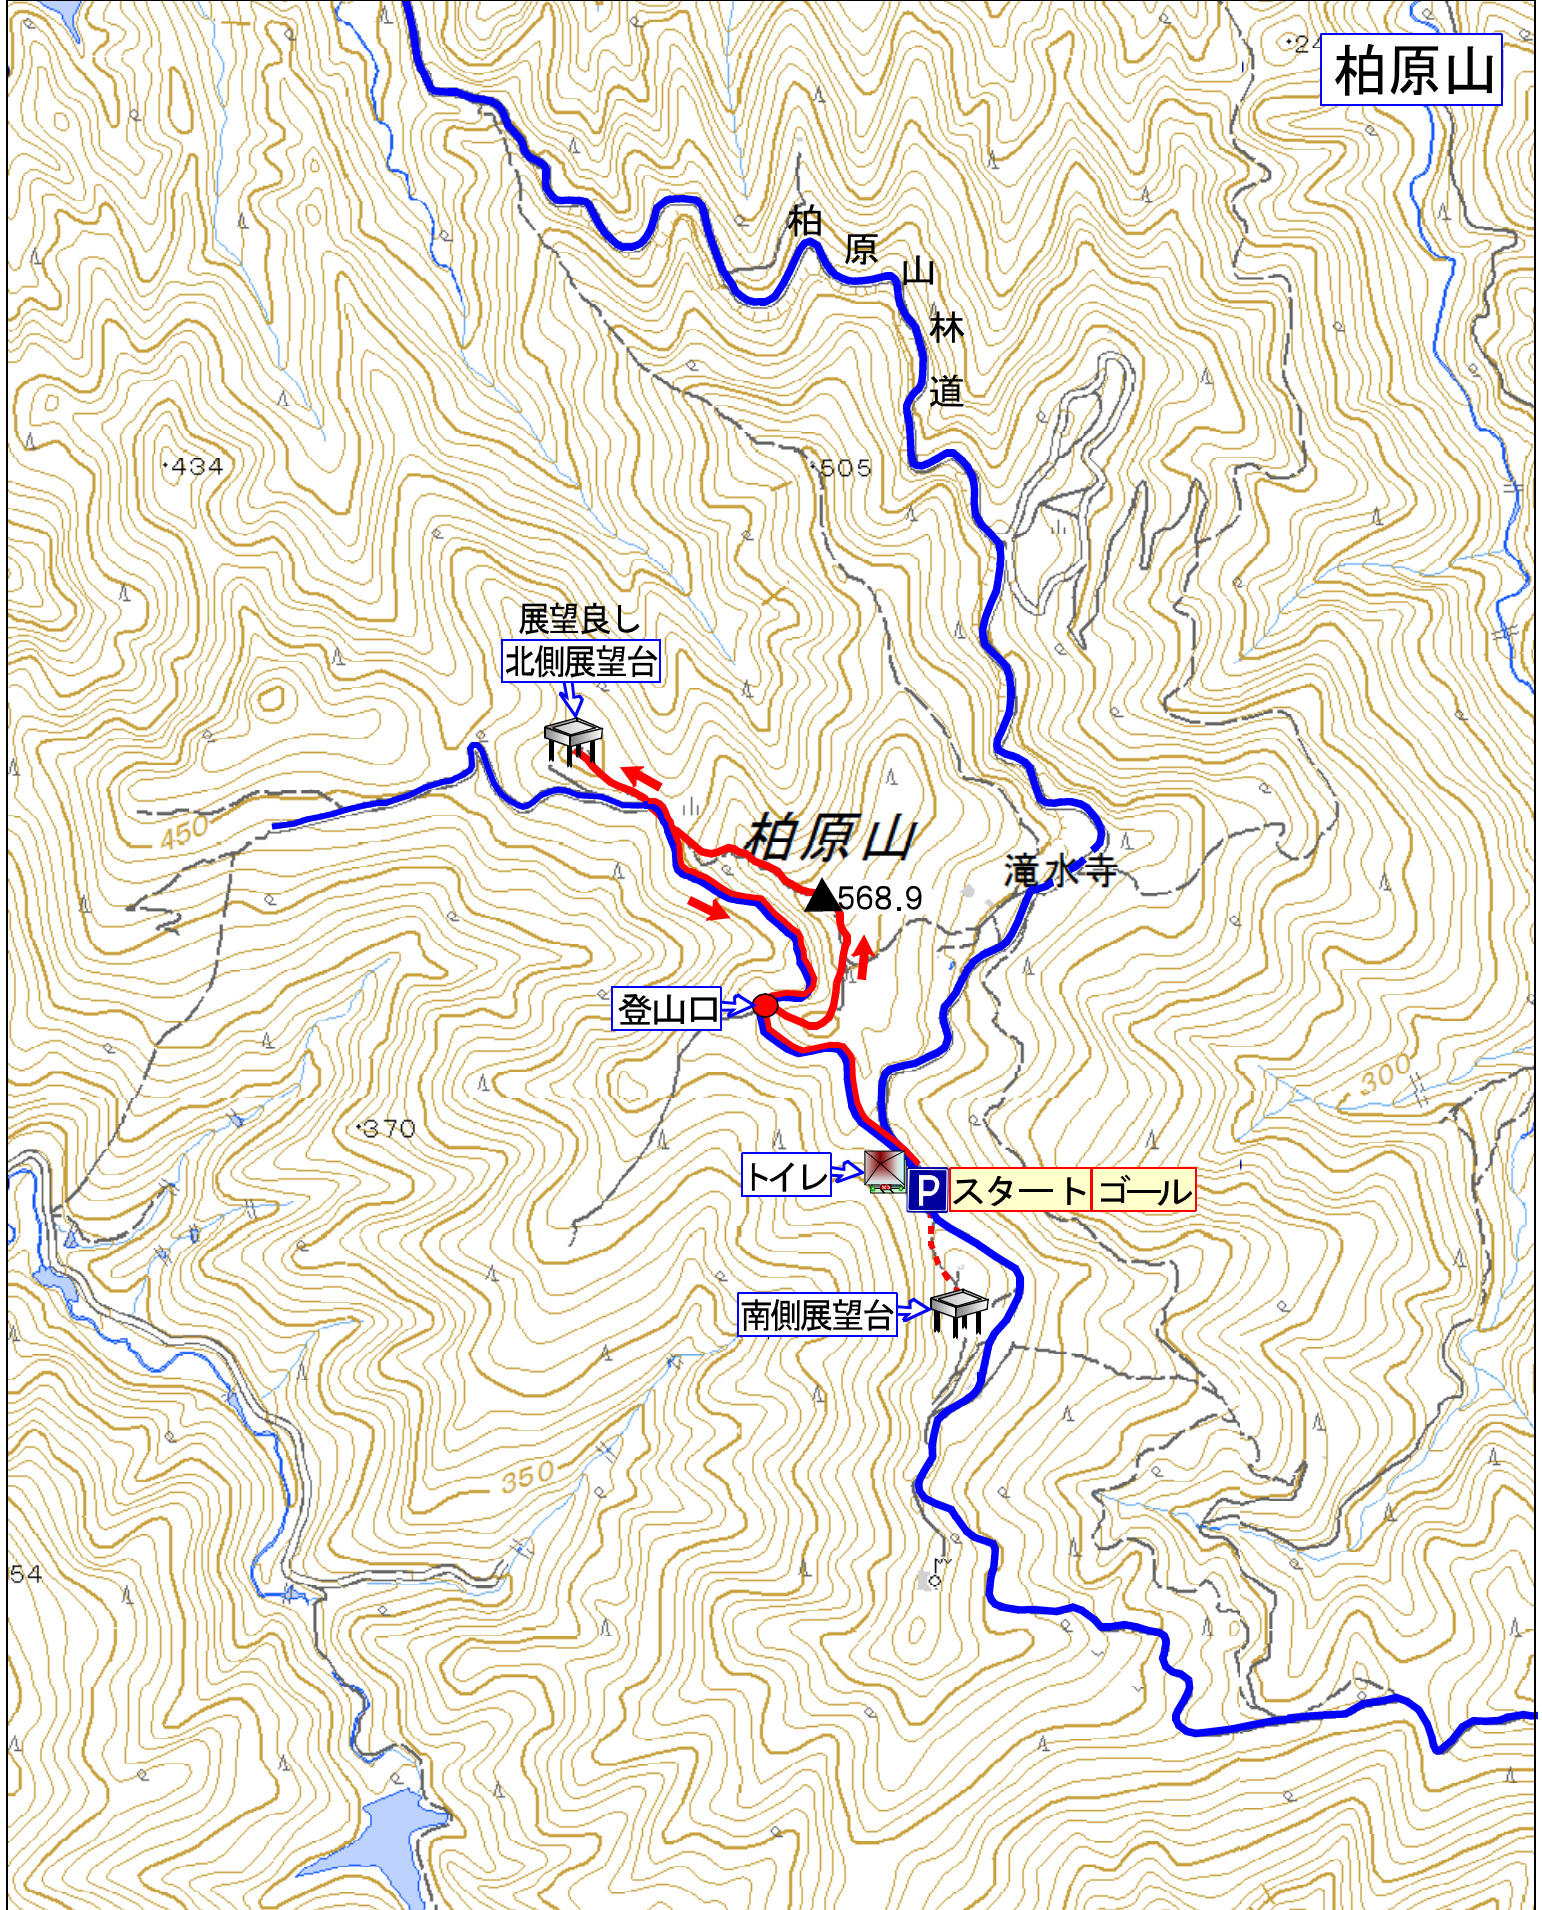 柏原山
柏原山林道
434
505
展望良し
北側展望台
柏原山
450
滝水寺
568.9
登山口
300
370
トイレ
P
スタート
ゴール
南側展望台
350
54